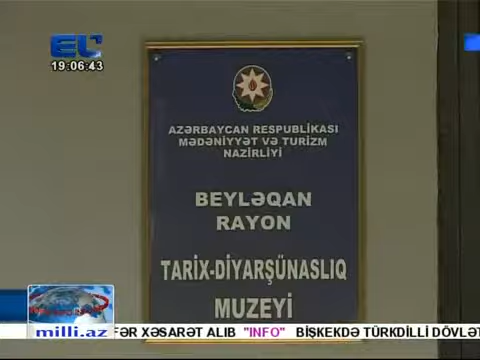 EL
19:06:43
AZƏRBAYCAN RESPUBLİKASI
MƏDƏNİYYƏT VƏ TURİZM
NAZİRLİYİ
BEYLƏQAN
RAYON
TARİX-DİYARŞÜNASLIQ
MUZEYİ
milli.az
FƏR XƏSARƏT ALIB "INFO" BİŞKEKDƏ TÜRKDİLLİ DÖVLƏT